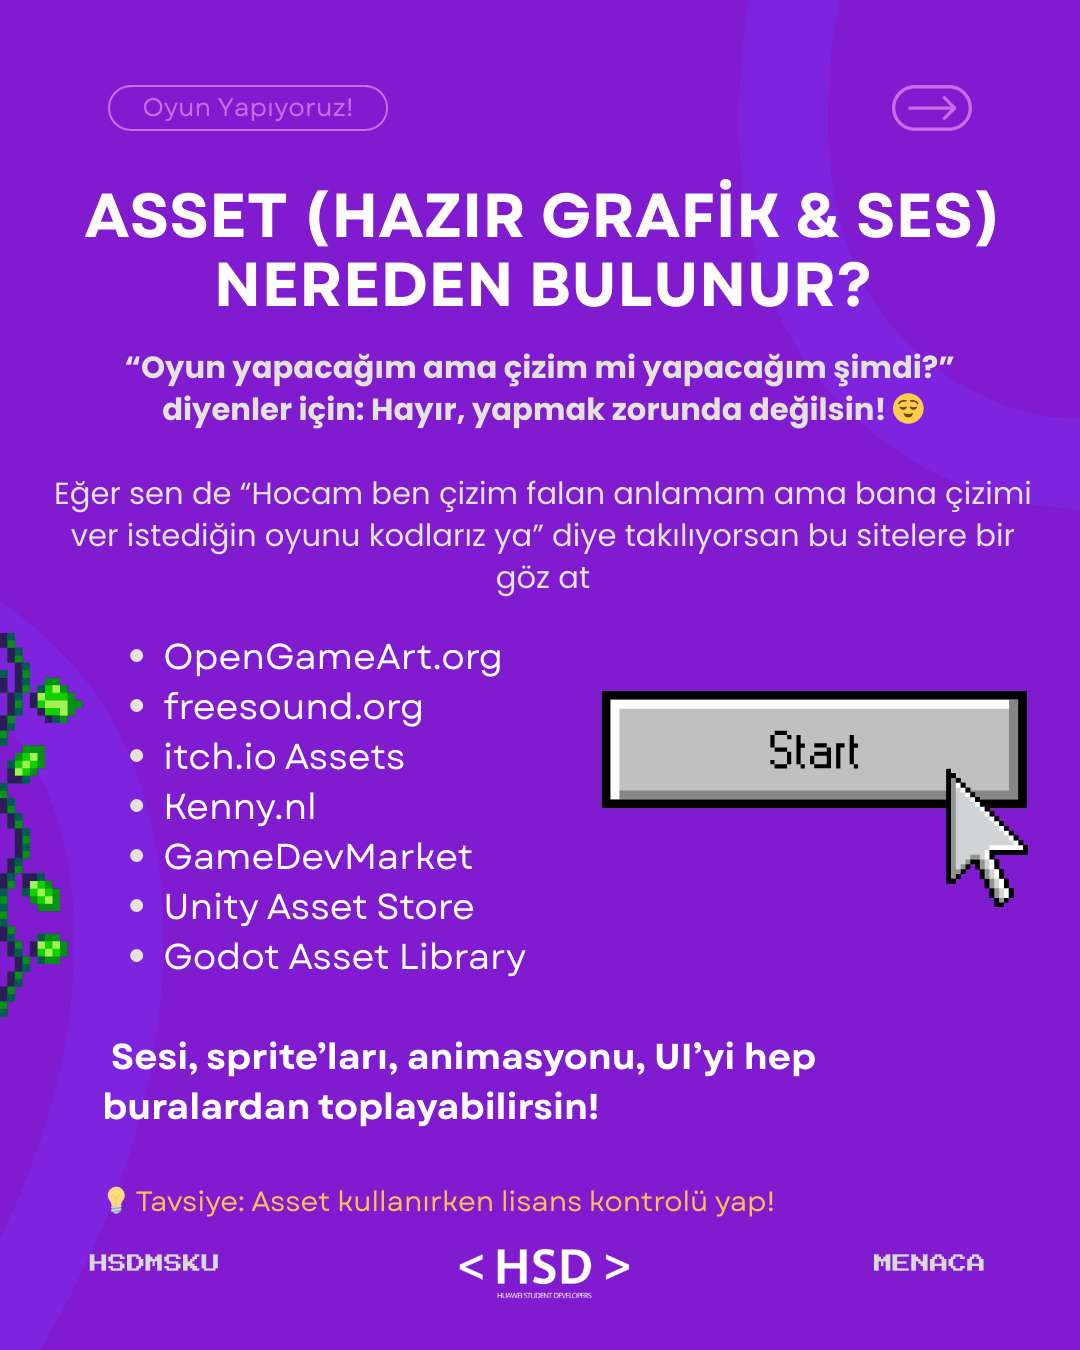 Oyun Yapıyoruz!
ASSET (HAZIR GRAFİK & SES)
NEREDEN BULUNUR?
“Oyun yapacağım ama çizim mi yapacağım şimdi?”
diyenler için: Hayır, yapmak zorunda değilsin! 😌
Eğer sen de “Hocam ben çizim falan anlamam ama bana çizimi
ver istediğin oyunu kodlarız ya” diye takılıyorsan bu sitelere bir
göz at
• OpenGameArt.org
• freesound.org
• itch.io Assets
• Kenny.nl
• GameDevMarket
• Unity Asset Store
• Godot Asset Library
Start
Sesi, sprite’ları, animasyonu, UI’yi hep
buralardan toplayabilirsin!
💡 Tavsiye: Asset kullanırken lisans kontrolü yap!
HSDMSKU
< HSD >
HUAWEI STUDENT DEVELOPERS
MENACA